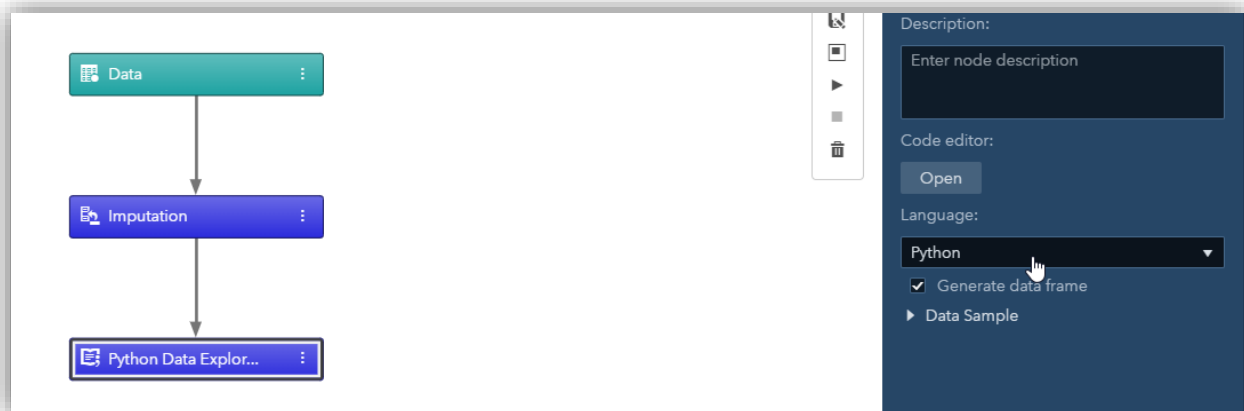 Data
Imputation
Python Data Explor...
Description:
Enter node description
Code editor:
Open
Language:
Python
Generate data frame
Data Sample